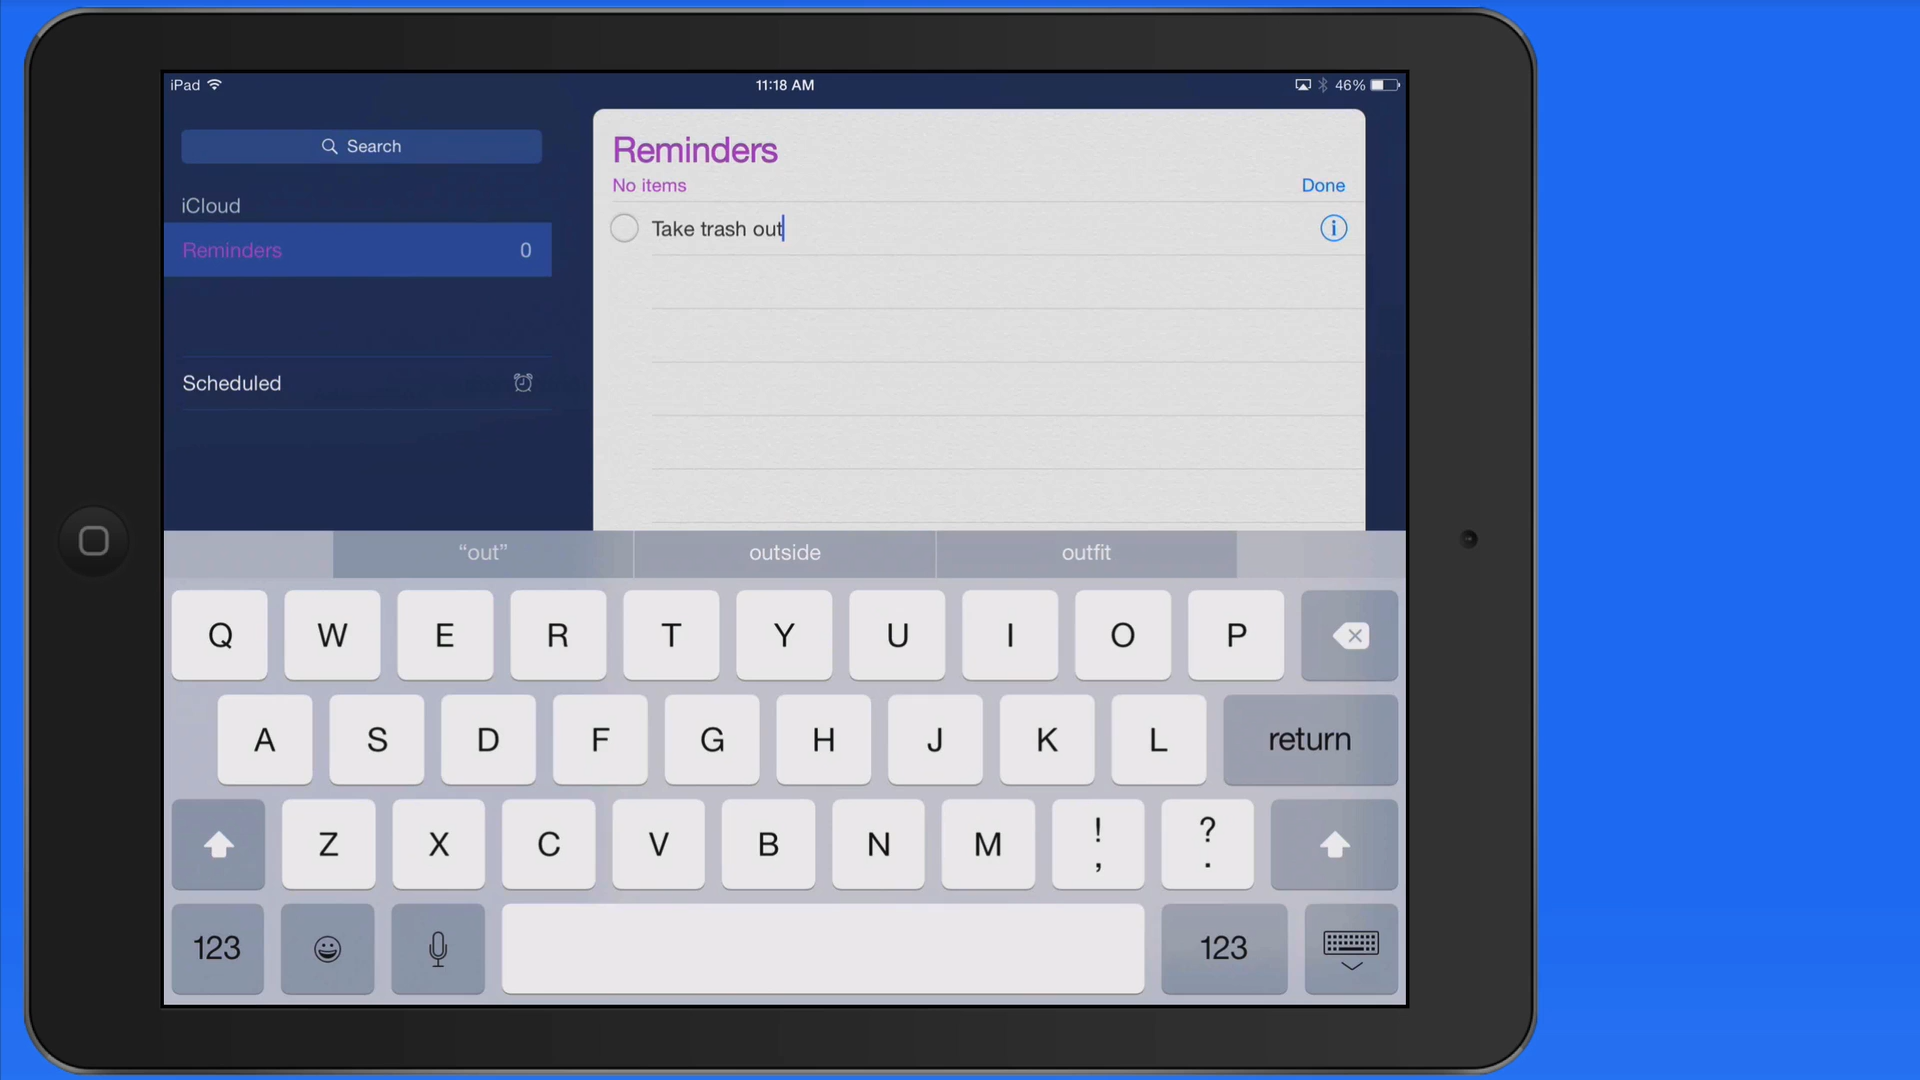 iPad 11:18 AM 46%
Search
iCloud
Reminders 0
Scheduled
Reminders
No items Done
Take trash out
“out” outside outfit
Q W E R T Y U I O P
A S D F G H J K L return
Z X C V B N M ! , ? .
123 123